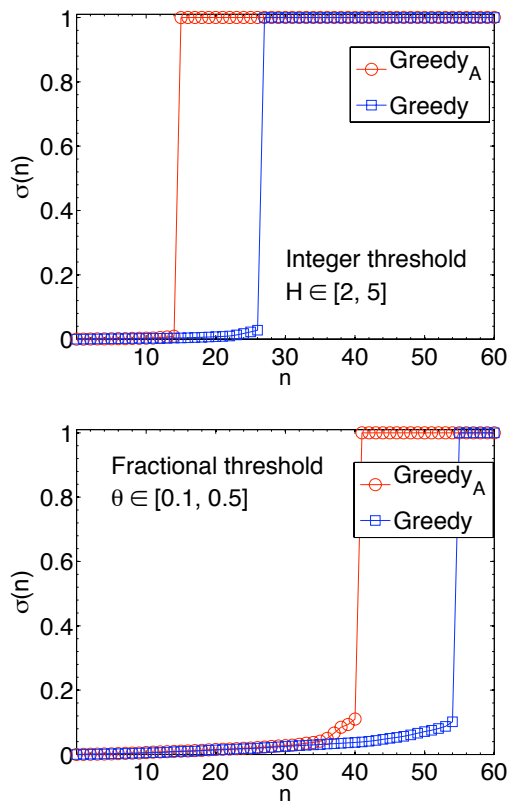 1
0.8
0.6
0.4
0.2
0
σ(n)
Greedy_A
Greedy
Integer threshold
H ∈ [2, 5]
10 20 30 40 50 60
n
1
0.8
0.6
0.4
0.2
0
σ(n)
Fractional threshold
θ ∈ [0.1, 0.5]
Greedy_A
Greedy
10 20 30 40 50 60
n